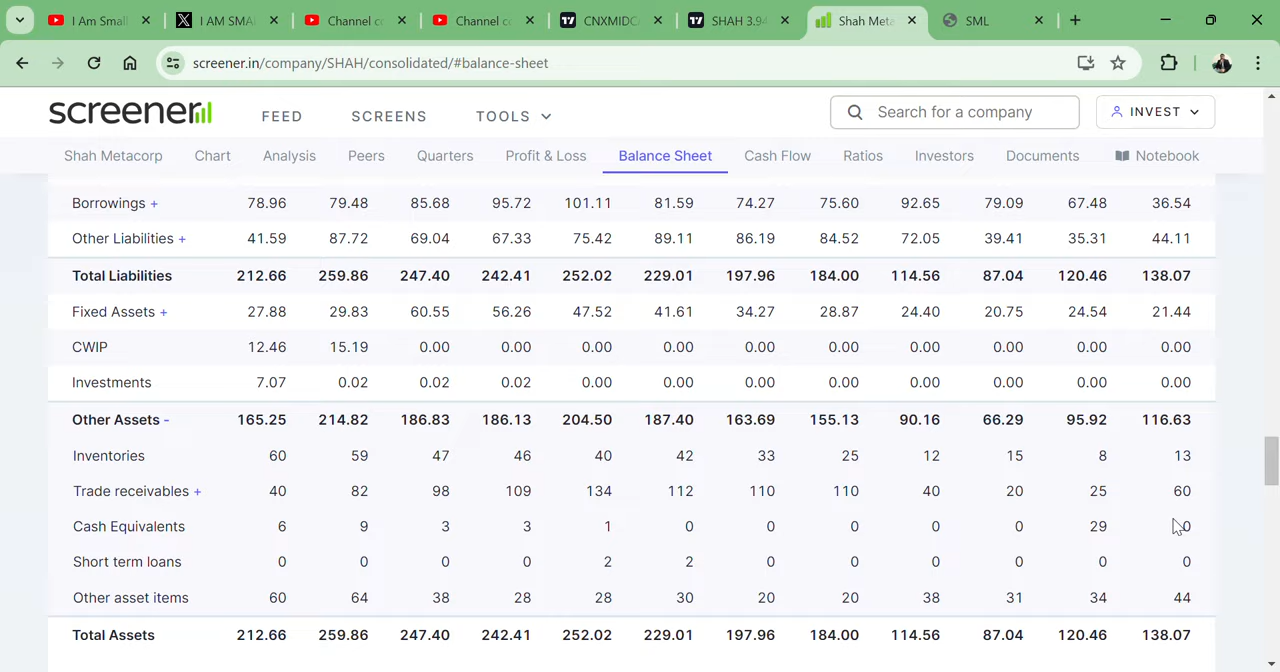 I Am Small
I AM SMA
Channel co
Channel co
CNXMIDC
SHAH 3.94
Shah Meta
SML
screener.in/company/SHAH/consolidated/#balance-sheet
screener FEED SCREENS TOOLS Search for a company INVEST
Shah Metacorp Chart Analysis Peers Quarters Profit & Loss Balance Sheet Cash Flow Ratios Investors Documents Notebook
Borrowings + 78.96 79.48 85.68 95.72 101.11 81.59 74.27 75.60 92.65 79.09 67.48 36.54
Other Liabilities + 41.59 87.72 69.04 67.33 75.42 89.11 86.19 84.52 72.05 39.41 35.31 44.11
Total Liabilities 212.66 259.86 247.40 242.41 252.02 229.01 197.96 184.00 114.56 87.04 120.46 138.07
Fixed Assets + 27.88 29.83 60.55 56.26 47.52 41.61 34.27 28.87 24.40 20.75 24.54 21.44
CWIP 12.46 15.19 0.00 0.00 0.00 0.00 0.00 0.00 0.00 0.00 0.00 0.00
Investments 7.07 0.02 0.02 0.02 0.00 0.00 0.00 0.00 0.00 0.00 0.00 0.00
Other Assets - 165.25 214.82 186.83 186.13 204.50 187.40 163.69 155.13 90.16 66.29 95.92 116.63
Inventories 60 59 47 46 40 42 33 25 12 15 8 13
Trade receivables + 40 82 98 109 134 112 110 110 40 20 25 60
Cash Equivalents 6 9 3 3 1 0 0 0 0 0 29 0
Short term loans 0 0 0 0 2 2 0 0 0 0 0 0
Other asset items 60 64 38 28 28 30 20 20 38 31 34 44
Total Assets 212.66 259.86 247.40 242.41 252.02 229.01 197.96 184.00 114.56 87.04 120.46 138.07